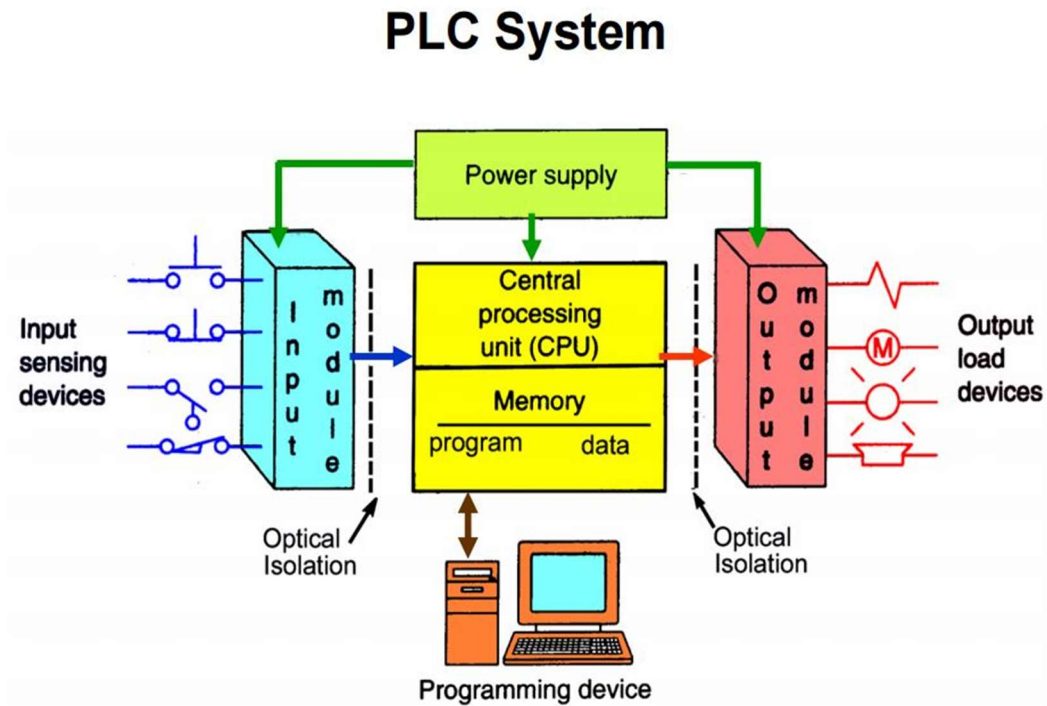 PLC System
Power supply
Input
sensing
devices
Input
module
Central
processing
unit (CPU)
Memory
program data
Output
module
M
Output
load
devices
Optical
Isolation
Optical
Isolation
Programming device